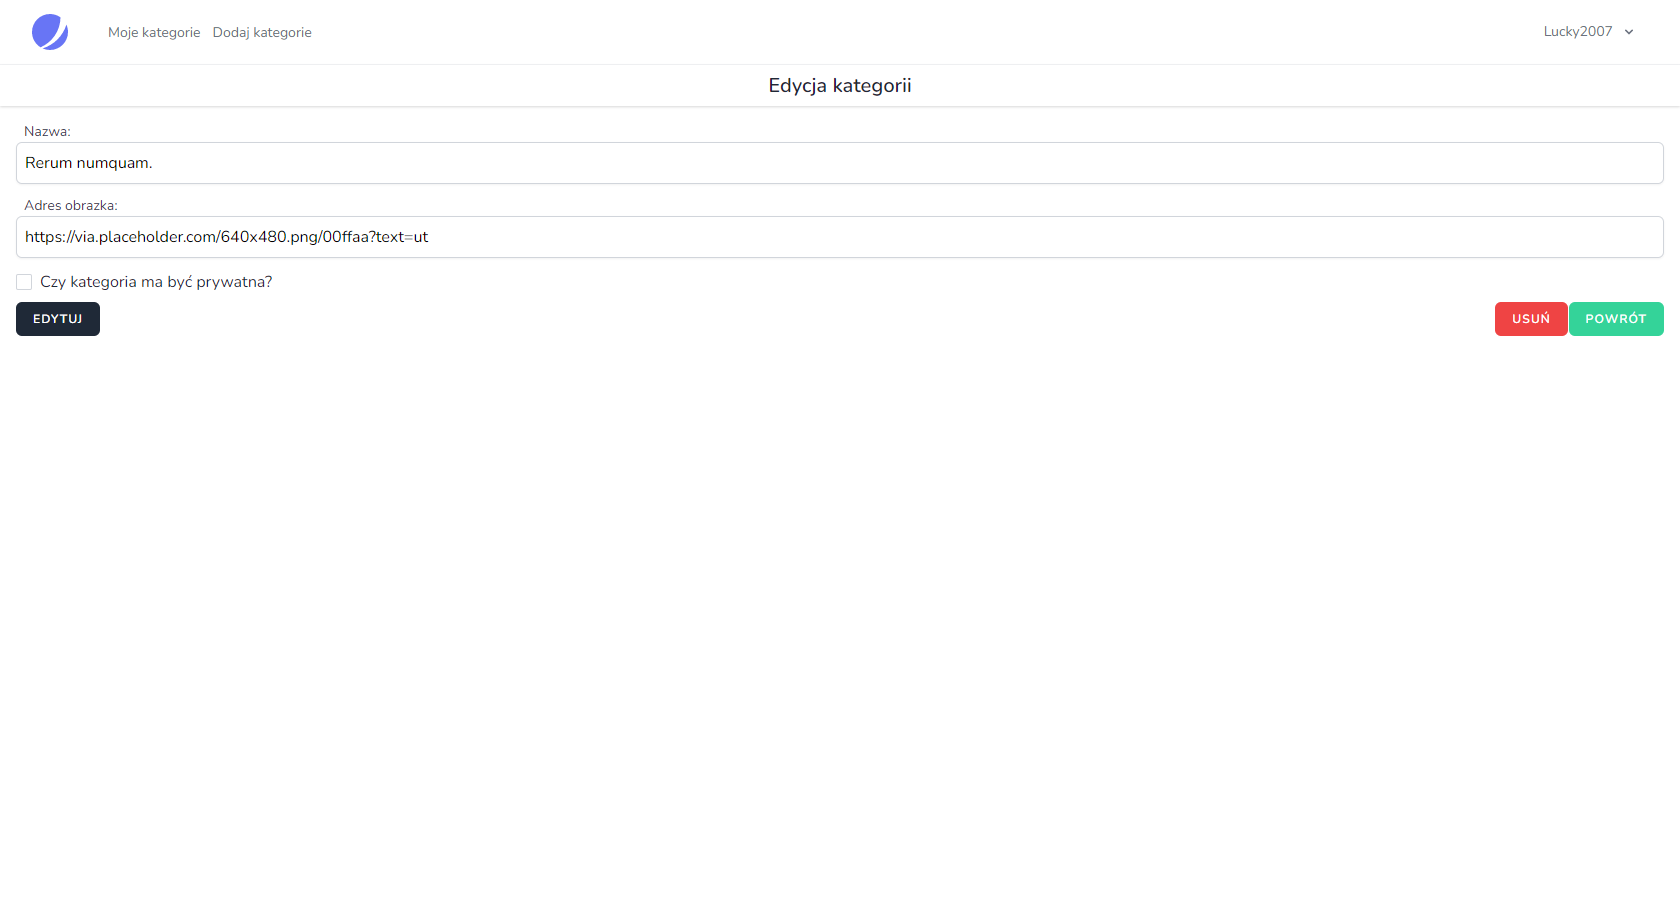 Moje kategorie Dodaj kategorie Lucky2007
Edycja kategorii
Nazwa:
Rerum numquam.
Adres obrazka:
https://via.placeholder.com/640x480.png/00ffaa?text=ut
Czy kategoria ma być prywatna?
EDYTUJ USUŃ POWRÓT